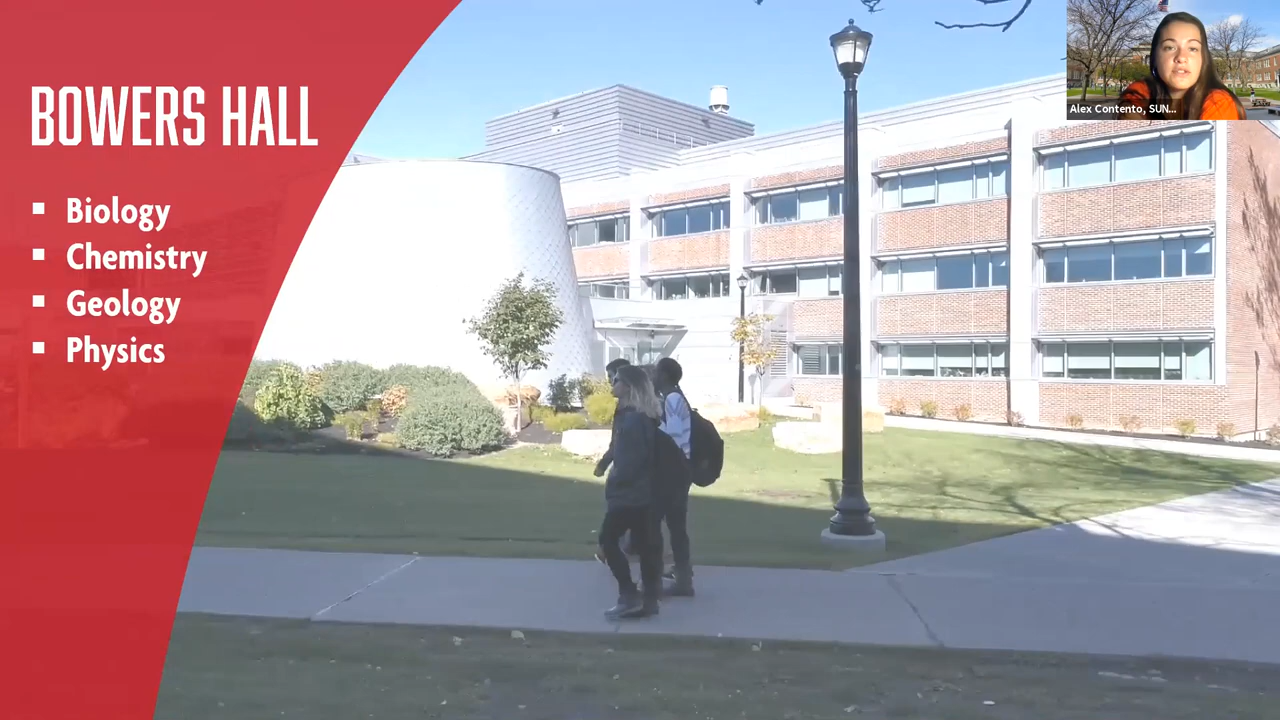 BOWERS HALL
▪ Biology
▪ Chemistry
▪ Geology
▪ Physics
Alex Contento, SUN...